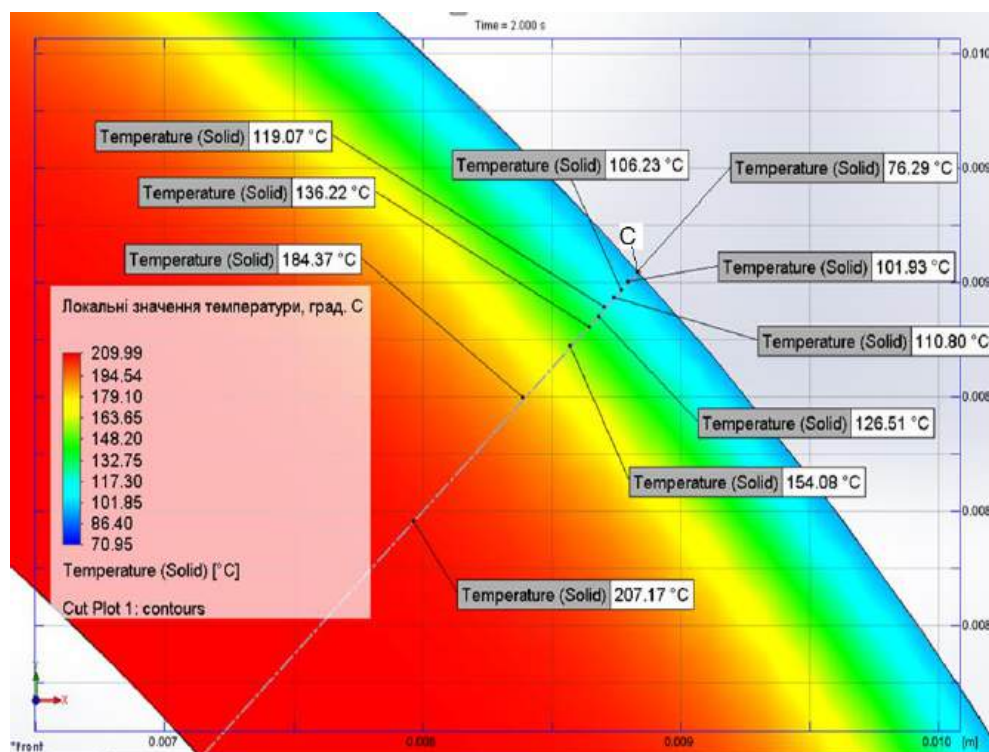 Time = 2.000 s
0.010
Temperature (Solid) 119.07 °C
Temperature (Solid) 106.23 °C
Temperature (Solid) 76.29 °C
0.009
Temperature (Solid) 136.22 °C
C
Temperature (Solid) 184.37 °C
Temperature (Solid) 101.93 °C
0.009
Локальні значення температури, град. С
Temperature (Solid) 110.80 °C
209.99
194.54
179.10
163.65
148.20
132.75
117.30
101.85
86.40
70.95
0.008
Temperature (Solid) 126.51 °C
Temperature (Solid) 154.08 °C
0.008
Temperature (Solid) [°C]
Temperature (Solid) 207.17 °C
Cut Plot 1: contours
0.008
Y
X
*Front
0.007
0.008
0.009
0.010
[m]